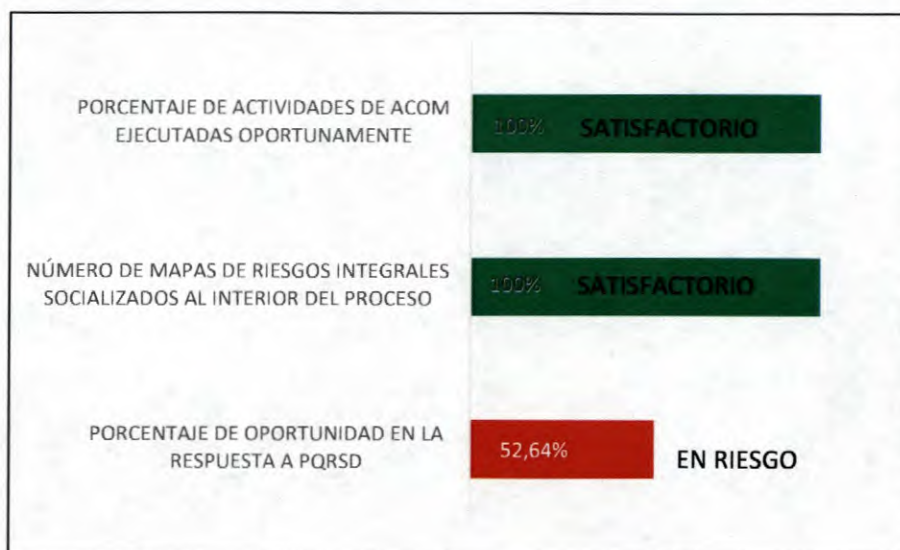 PORCENTAJE DE ACTIVIDADES DE ACOM
EJECUTADAS OPORTUNAMENTE
100% SATISFACTORIO
NÚMERO DE MAPAS DE RIESGOS INTEGRALES
SOCIALIZADOS AL INTERIOR DEL PROCESO
100% SATISFACTORIO
PORCENTAJE DE OPORTUNIDAD EN LA
RESPUESTA A PQRSD
52,64% EN RIESGO